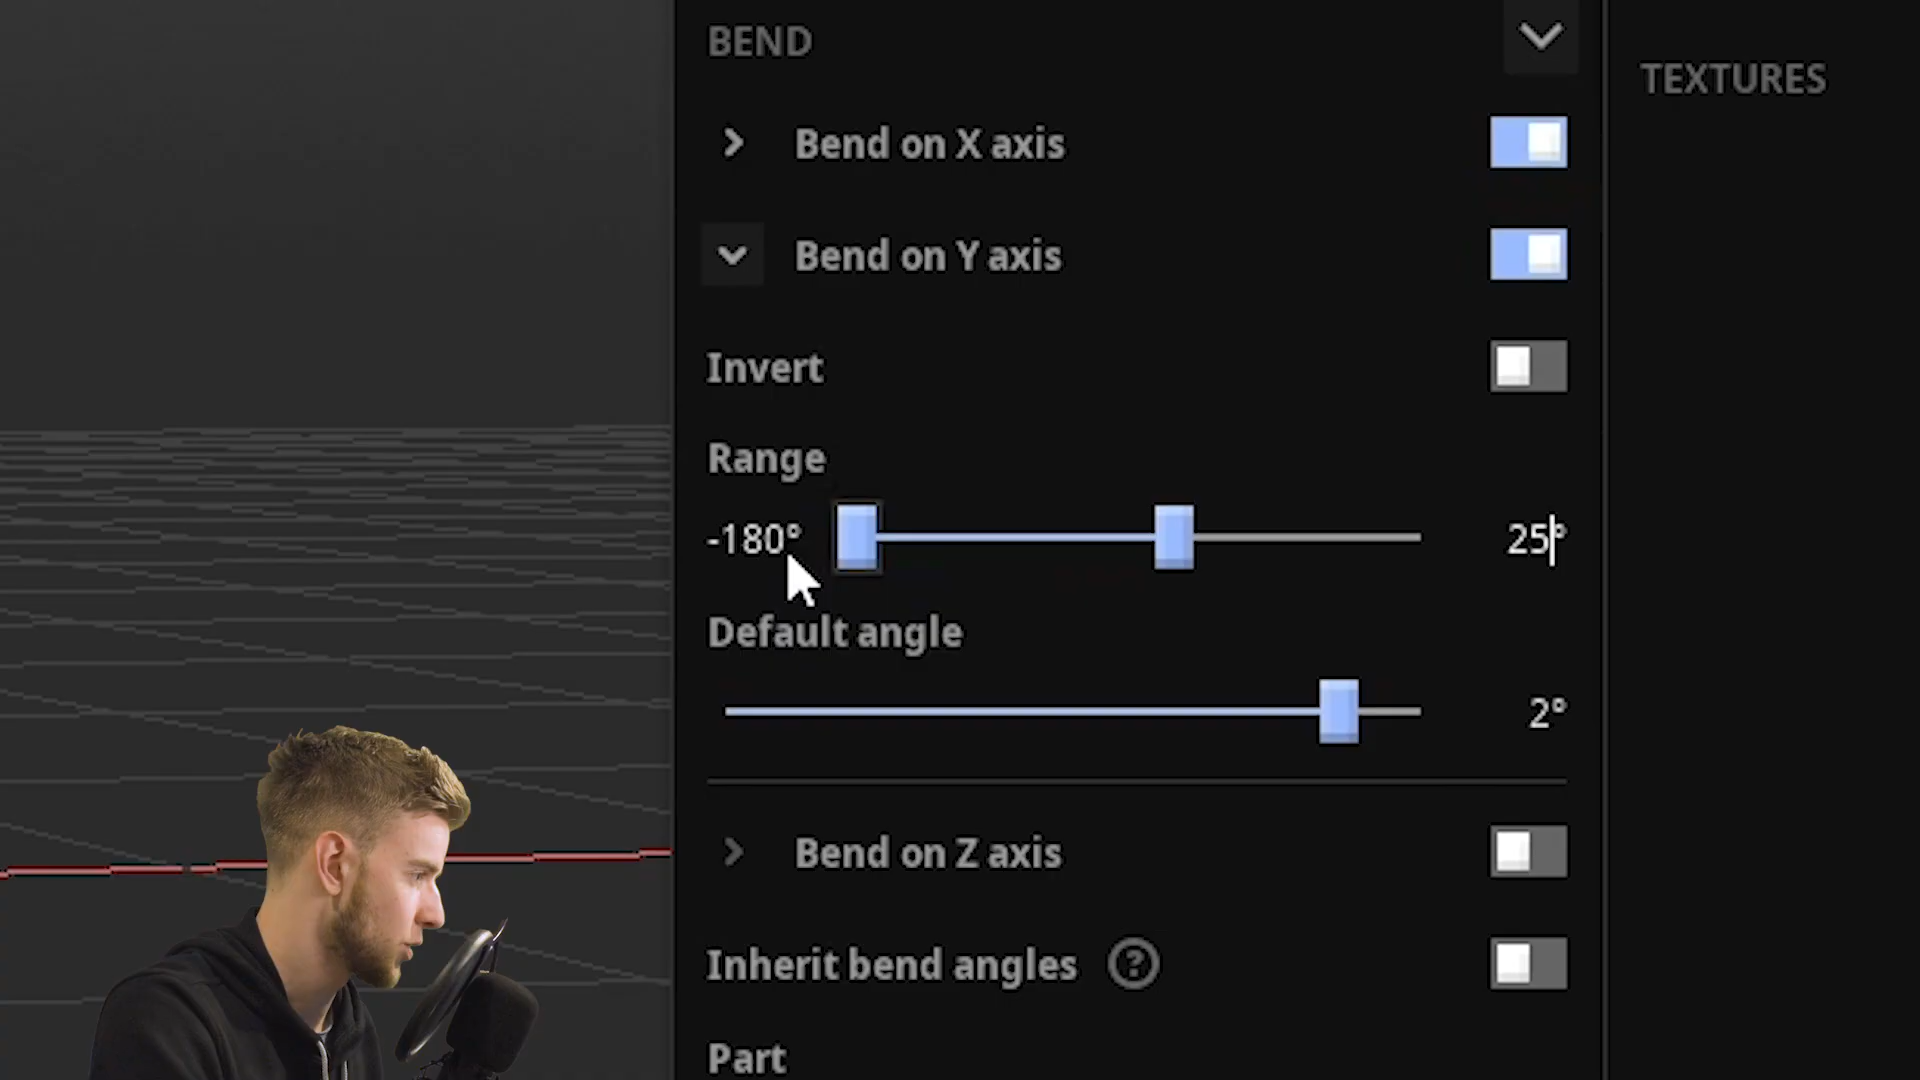 BEND
TEXTURES
Bend on X axis
Bend on Y axis
Invert
Range
-180° 25°
Default angle
2°
Bend on Z axis
Inherit bend angles ?
Part